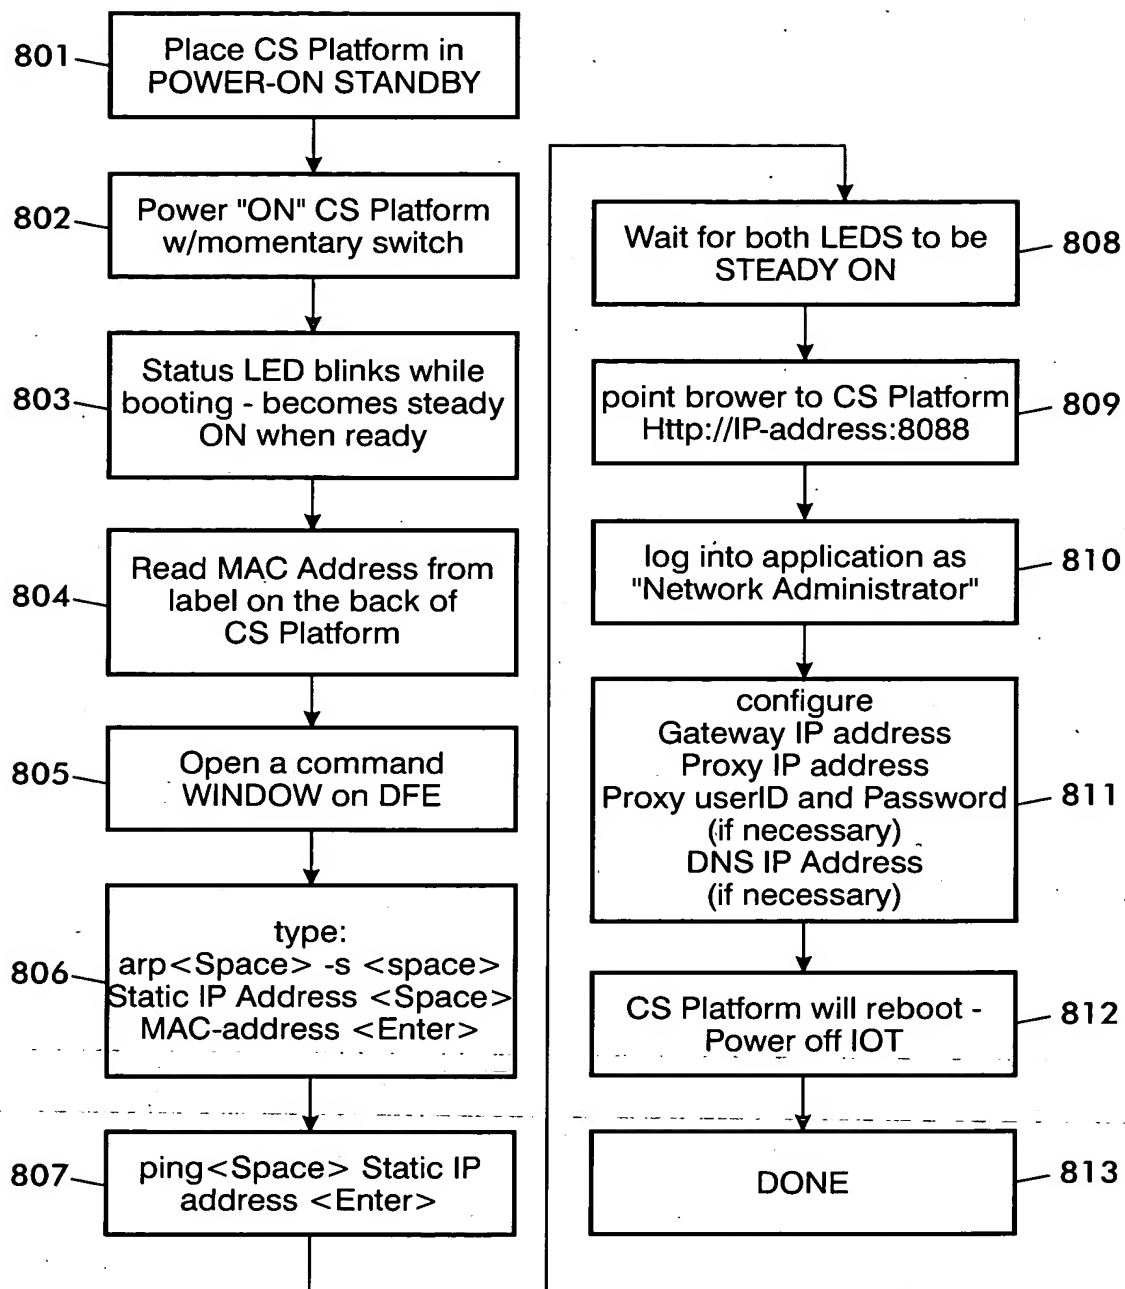 801
Place CS Platform in
POWER-ON STANDBY
802
Power "ON" CS Platform
w/momentary switch
803
Status LED blinks while
booting - becomes steady
ON when ready
804
Read MAC Address from
label on the back of
CS Platform
805
Open a command
WINDOW on DFE
806
type:
arp<Space> -s <space>
Static IP Address <Space>
MAC-address <Enter>
807
ping<Space> Static IP
address <Enter>
Wait for both LEDS to be
STEADY ON
808
point brower to CS Platform
Http://IP-address:8088
809
log into application as
"Network Administrator"
810
configure
Gateway IP address
Proxy IP address
Proxy userID and Password
(if necessary)
DNS IP Address
(if necessary)
811
CS Platform will reboot -
Power off IOT
812
DONE
813